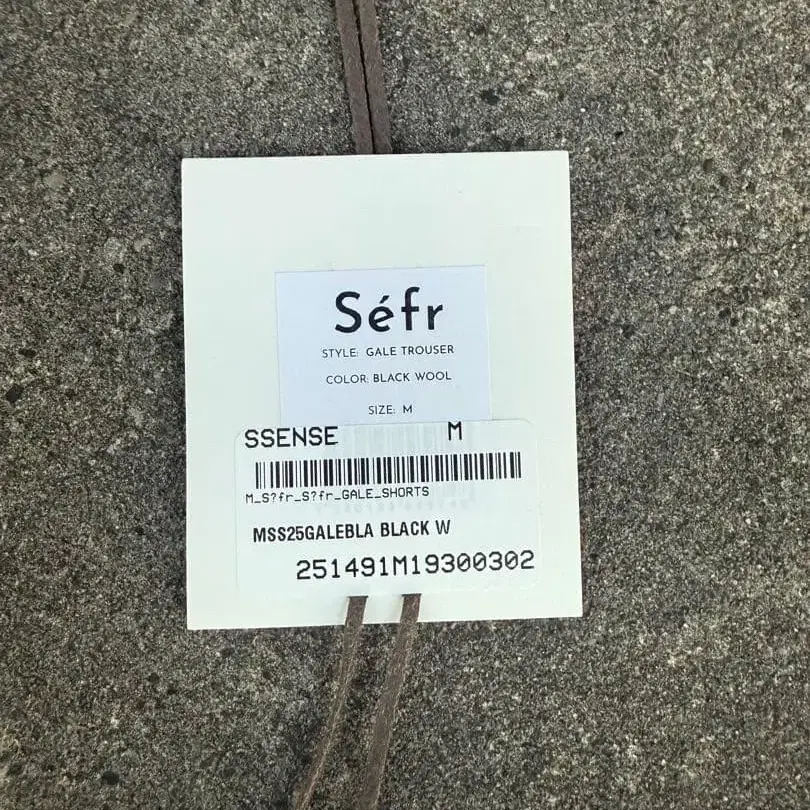 Séfr
STYLE: GALE TROUSER
COLOR: BLACK WOOL
SIZE: M
SSENSE M
M_S?fr_S?fr_GALE_SHORTS
MSS25GALEBLA BLACK W
251491M19300302